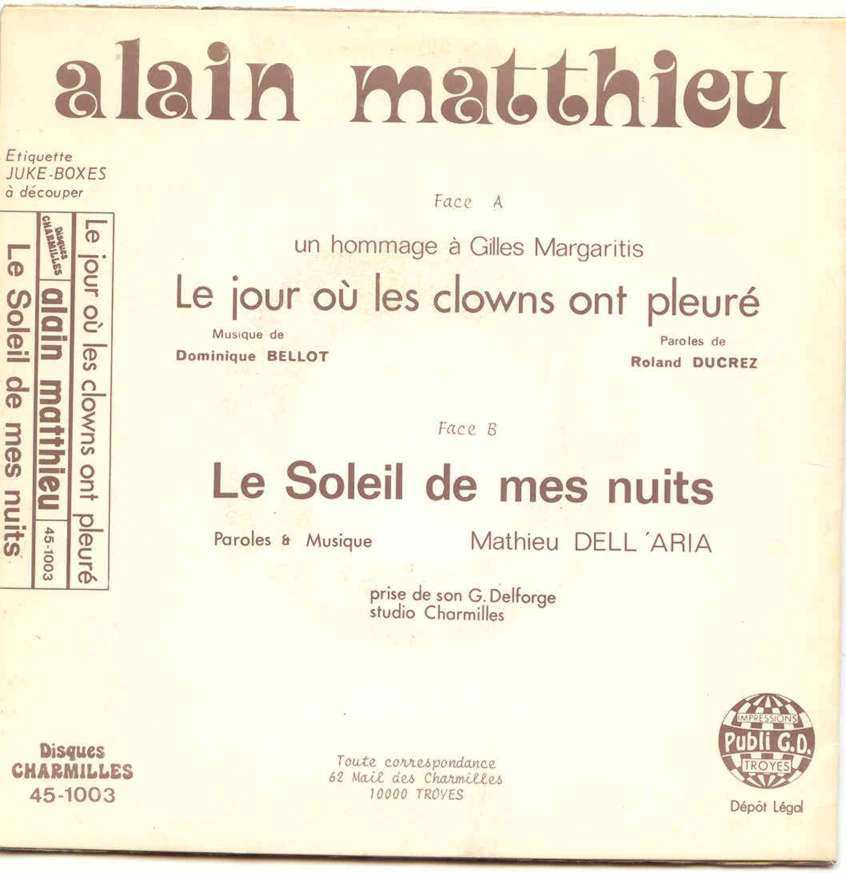 alain matthieu
Etiquette
JUKE-BOXES
à découper
Le jour où les clowns ont pleuré
Disques
CHARMILLES
alain matthieu
45-1003
Le Soleil de mes nuits
Face A
un hommage à Gilles Margaritis
Le jour où les clowns ont pleuré
Musique de
Dominique BELLOT
Paroles de
Roland DUCREZ
Face B
Le Soleil de mes nuits
Paroles & Musique Mathieu DELL'ARIA
prise de son G. Delforge
studio Charmilles
Disques
CHARMILLES
45-1003
Toute correspondance
62 Mail des Charmilles
10000 TROYES
IMPRESSIONS
Publi G.D.
TROYES
Dépôt Légal